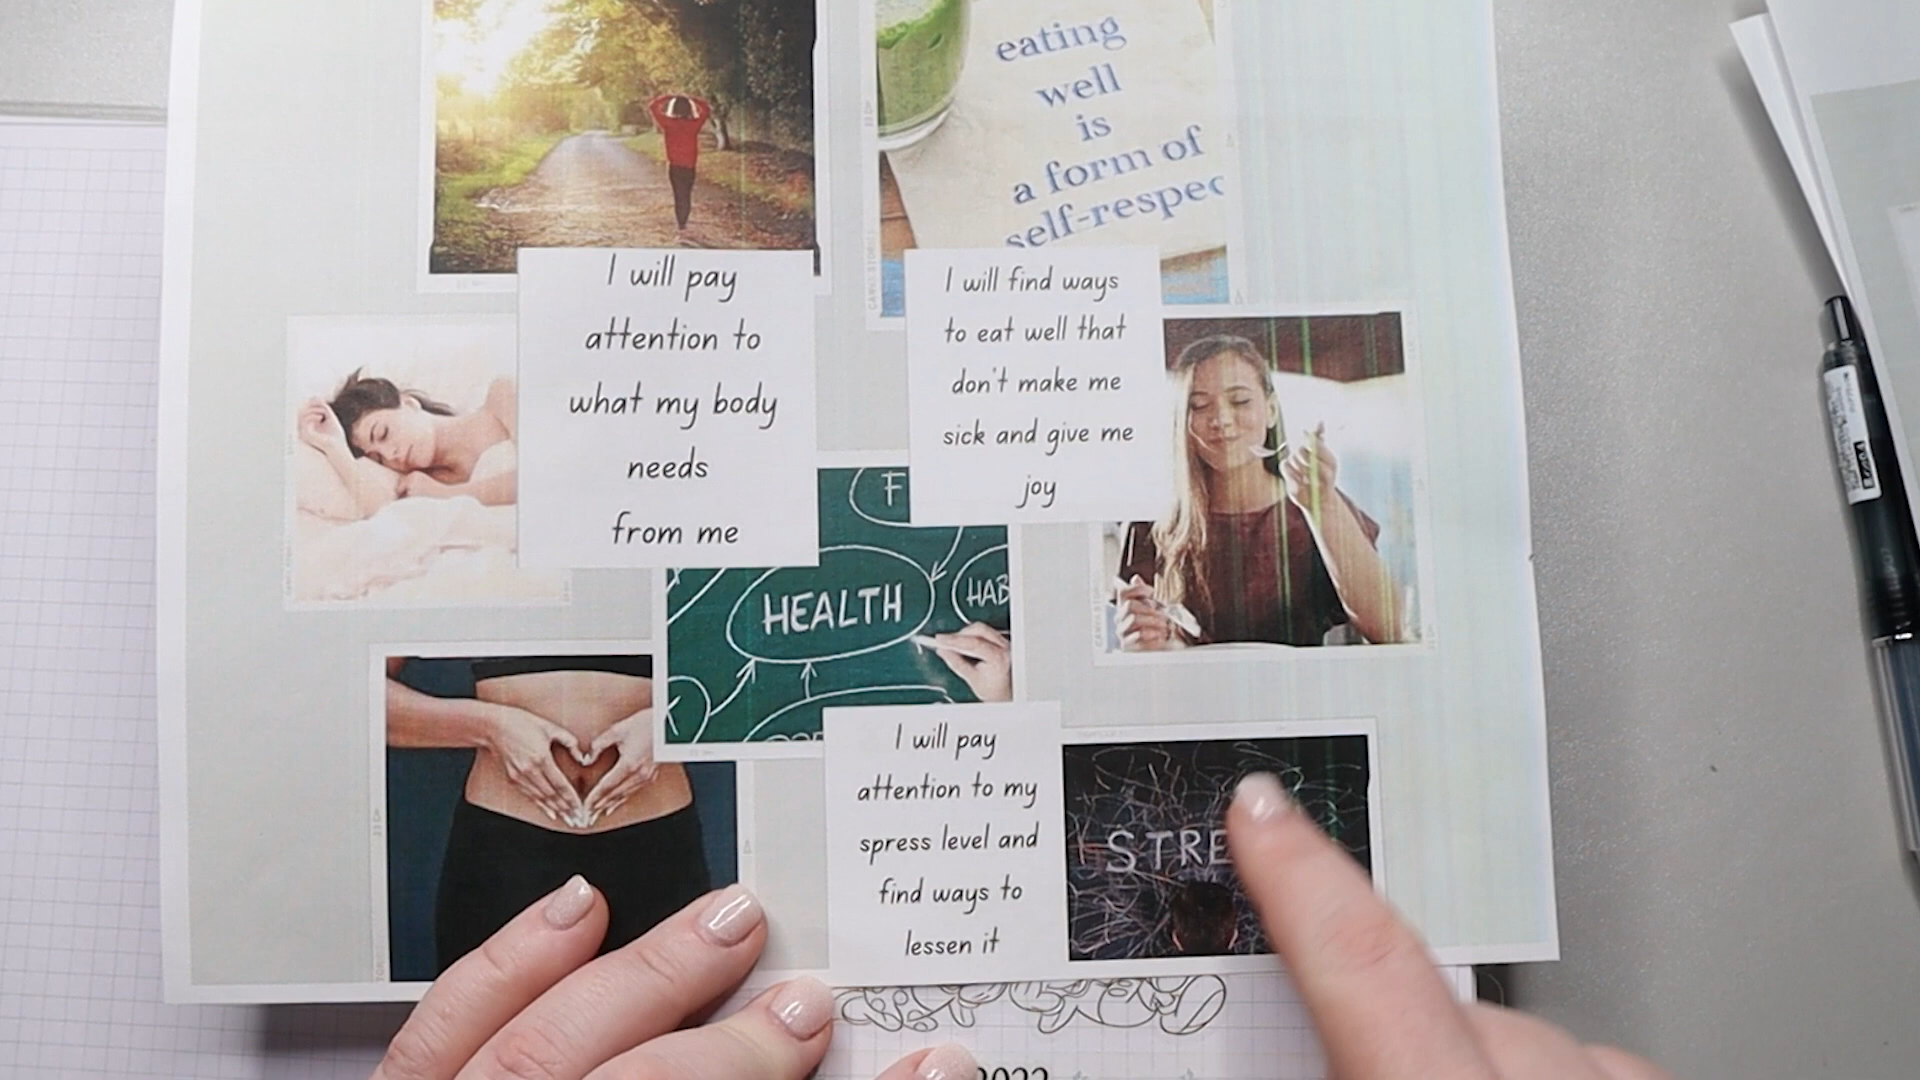 eating
well
is
a form of
self-respec
I will pay
attention to
what my body
needs
from me
I will find ways
to eat well that
don't make me
sick and give me
joy
F
HEALTH
HAB
I will pay
attention to my
spress level and
find ways to
lessen it
STRE
2022